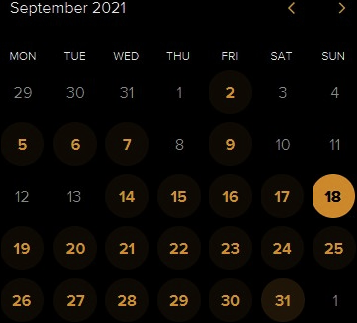 September 2021 < >
MON TUE WED THU FRI SAT SUN
29 30 31 1 2 3 4
5 6 7 8 9 10 11
12 13 14 15 16 17 18
19 20 21 22 23 24 25
26 27 28 29 30 31 1